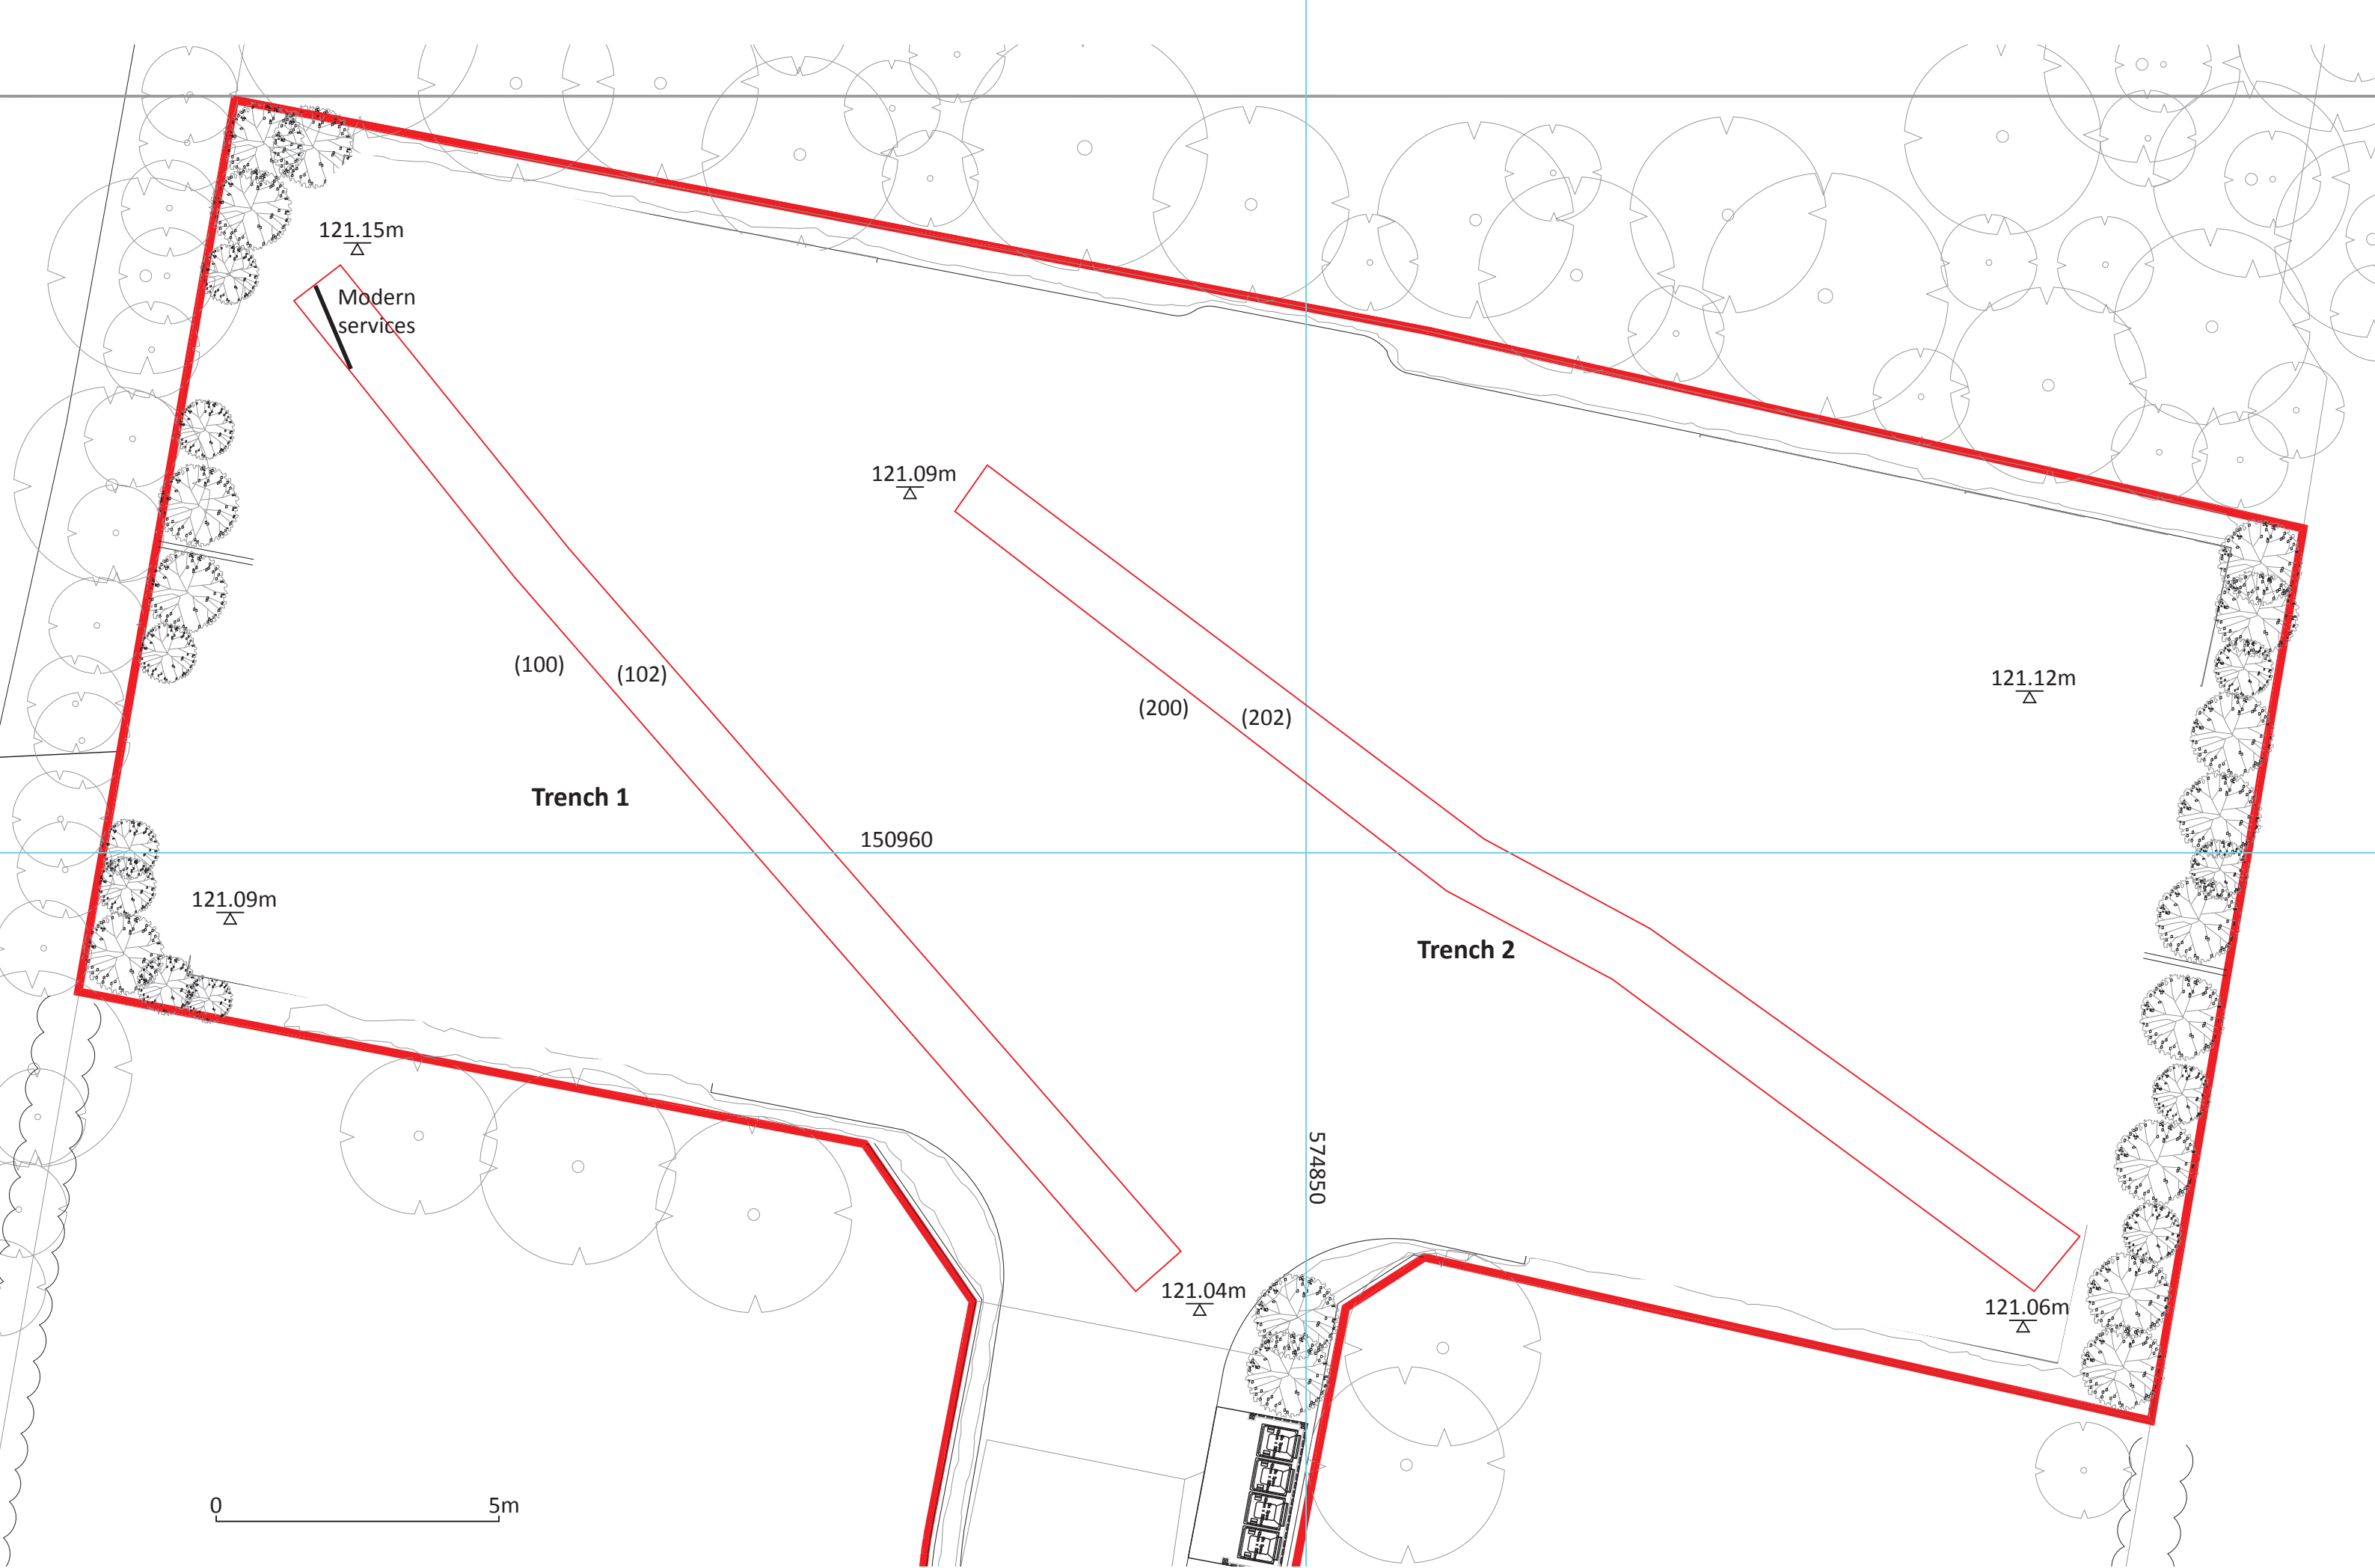 121.15m
Modern
services
121.09m
(100)
(102)
121.12m
(200)
(202)
Trench 1
150960
121.09m
Trench 2
574850
121.04m
121.06m
0 5m